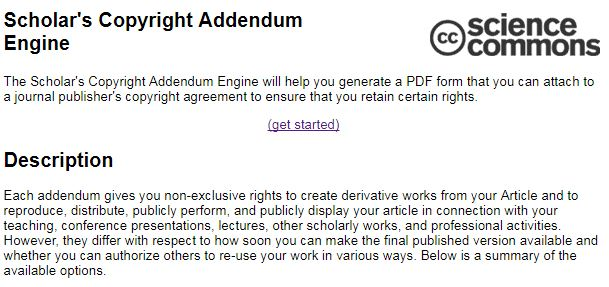 Scholar's Copyright Addendum
Engine
cc science
commons
The Scholar's Copyright Addendum Engine will help you generate a PDF form that you can attach to
a journal publisher's copyright agreement to ensure that you retain certain rights.
(get started)
Description
Each addendum gives you non-exclusive rights to create derivative works from your Article and to
reproduce, distribute, publicly perform, and publicly display your article in connection with your
teaching, conference presentations, lectures, other scholarly works, and professional activities.
However, they differ with respect to how soon you can make the final published version available and
whether you can authorize others to re-use your work in various ways. Below is a summary of the
available options.